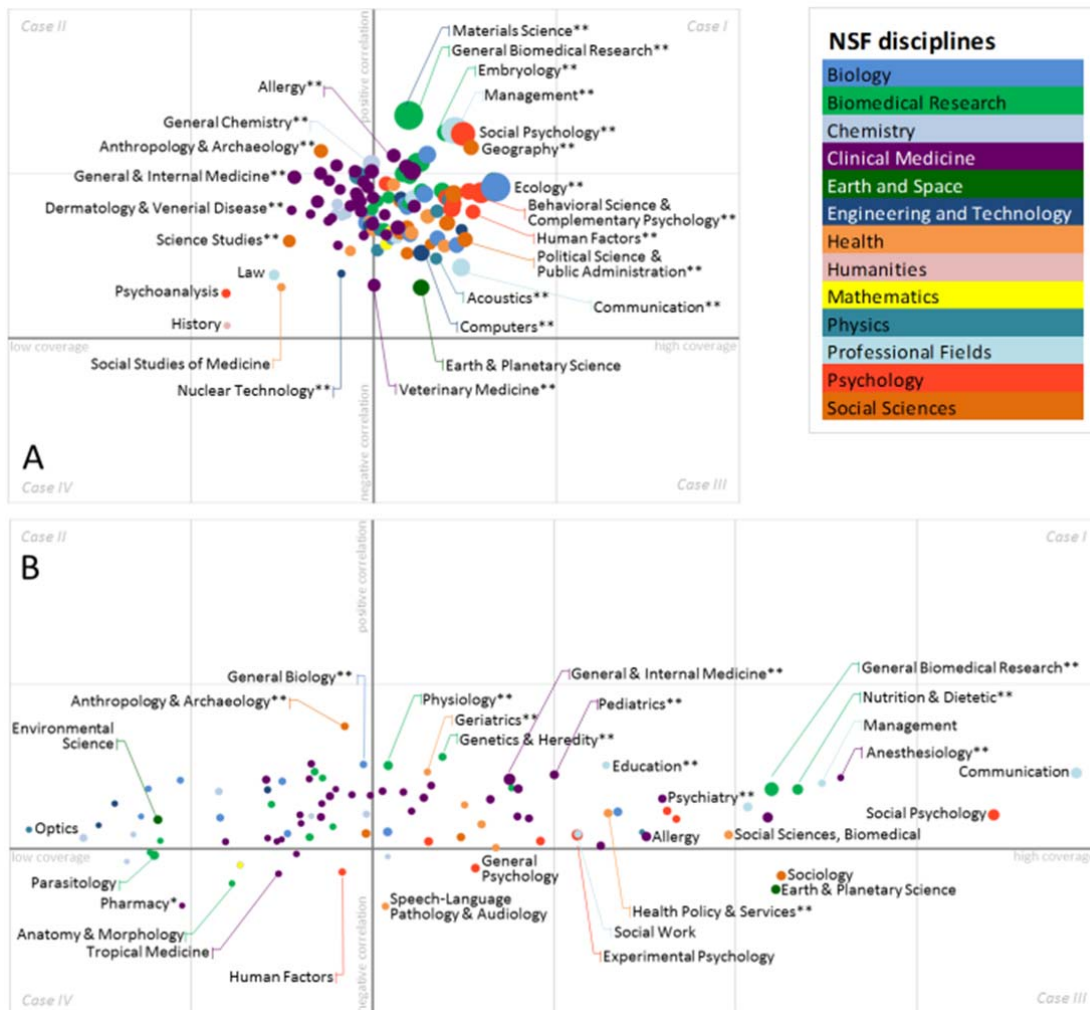 Case II
Case I
positive correlation
Materials Science**
General Biomedical Research**
Embryology**
Management**
Allergy**
General Chemistry**
Social Psychology**
Anthropology & Archaeology**
Geography**
General & Internal Medicine**
Ecology**
Dermatology & Venerial Disease**
Behavioral Science &
Complementary Psychology**
Science Studies**
Human Factors**
Political Science &
Public Administration**
Law
Psychoanalysis
Acoustics**
Communication**
History
Computers**
low coverage
high coverage
Social Studies of Medicine
Earth & Planetary Science
Nuclear Technology**
Veterinary Medicine**
negative correlation
A
Case IV
Case III
NSF disciplines
Biology
Biomedical Research
Chemistry
Clinical Medicine
Earth and Space
Engineering and Technology
Health
Humanities
Mathematics
Physics
Professional Fields
Psychology
Social Sciences
Case II
Case I
B
positive correlation
General Biology**
General & Internal Medicine**
General Biomedical Research**
Anthropology & Archaeology**
Physiology**
Pediatrics**
Nutrition & Dietetic**
Environmental
Science
Geriatrics**
Genetics & Heredity**
Management
Anesthesiology**
Education**
Communication
Psychiatry**
Social Psychology
Optics
Allergy
Social Sciences, Biomedical
low coverage
high coverage
Parasitology
General
Psychology
Sociology
Earth & Planetary Science
Pharmacy*
Speech-Language
Pathology & Audiology
Health Policy & Services**
Anatomy & Morphology
Social Work
Tropical Medicine
Experimental Psychology
Human Factors
negative correlation
Case IV
Case III